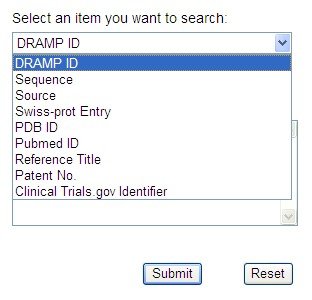 Select an item you want to search:
DRAMP ID
DRAMP ID
Sequence
Source
Swiss-prot Entry
PDB ID
Pubmed ID
Reference Title
Patent No.
Clinical Trials.gov Identifier
Submit Reset